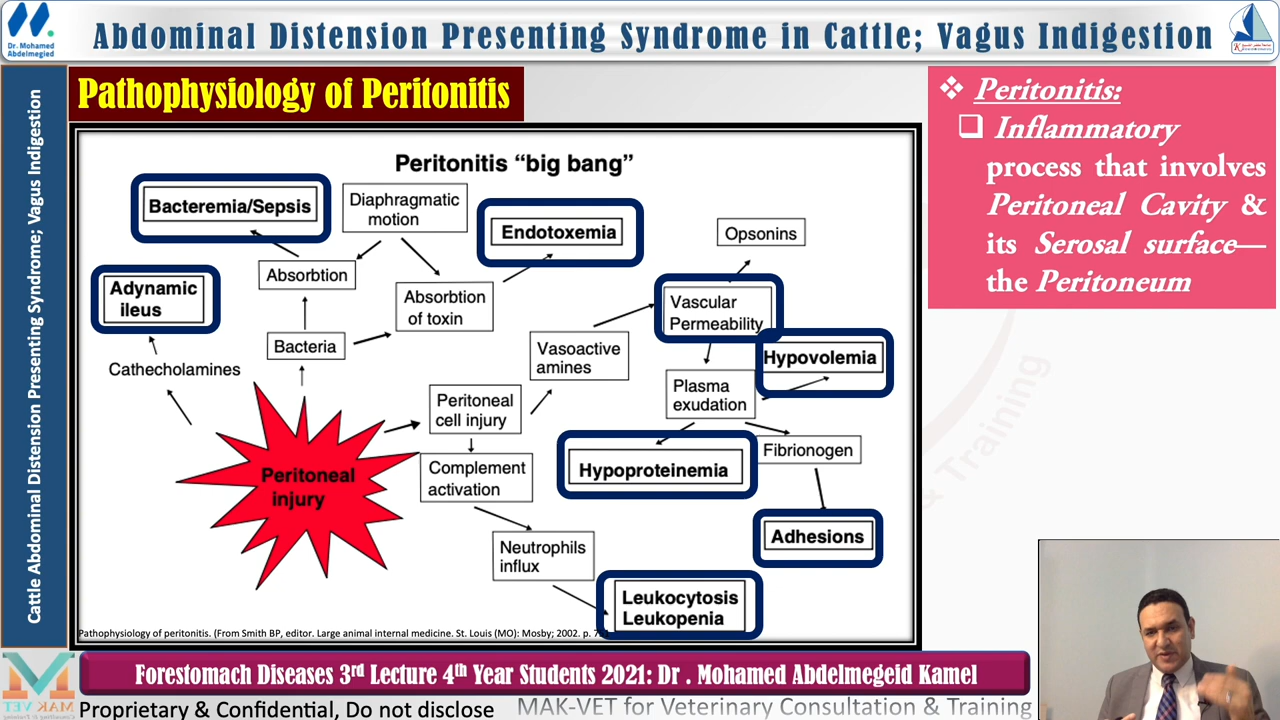 Dr. Mohamed
Abdelmegied
Abdominal Distension Presenting Syndrome in Cattle; Vagus Indigestion
Cattle Abdominal Distension Presenting Syndrome; Vagus Indigestion
Pathophysiology of Peritonitis
Peritonitis "big bang"
Bacteremia/Sepsis
Diaphragmatic
motion
Endotoxemia
Opsonins
Absorbtion
Adynamic
ileus
Absorbtion
of toxin
Vascular
Permeability
Bacteria
Vasoactive
amines
Hypovolemia
Cathecholamines
Plasma
exudation
Peritoneal
cell injury
Fibrionogen
Peritoneal
injury
Complement
activation
Hypoproteinemia
Adhesions
Neutrophils
influx
Leukocytosis
Leukopenia
Pathophysiology of peritonitis. (From Smith BP, editor. Large animal internal medicine. St. Louis (MO): Mosby; 2002. p.
❖ Peritonitis:
❑ Inflammatory
process that involves
Peritoneal Cavity &
its Serosal surface—
the Peritoneum
& Training
Forestomach Diseases 3rd Lecture 4th Year Students 2021: Dr . Mohamed Abdelmegeid Kamel
MAK-VET
Proprietary & Confidential, Do not disclose
MAK-VET for Veterinary Consultation & Training